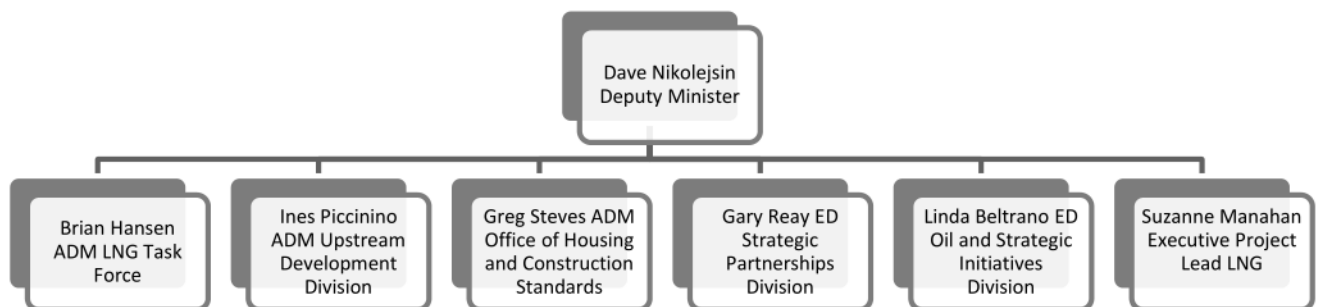 Dave Nikolejsin
Deputy Minister
Brian Hansen
ADM LNG Task
Force
Ines Piccinino
ADM Upstream
Development
Division
Greg Steves ADM
Office of Housing
and Construction
Standards
Gary Reay ED
Strategic
Partnerships
Division
Linda Beltrano ED
Oil and Strategic
Initiatives
Division
Suzanne Manahan
Executive Project
Lead LNG